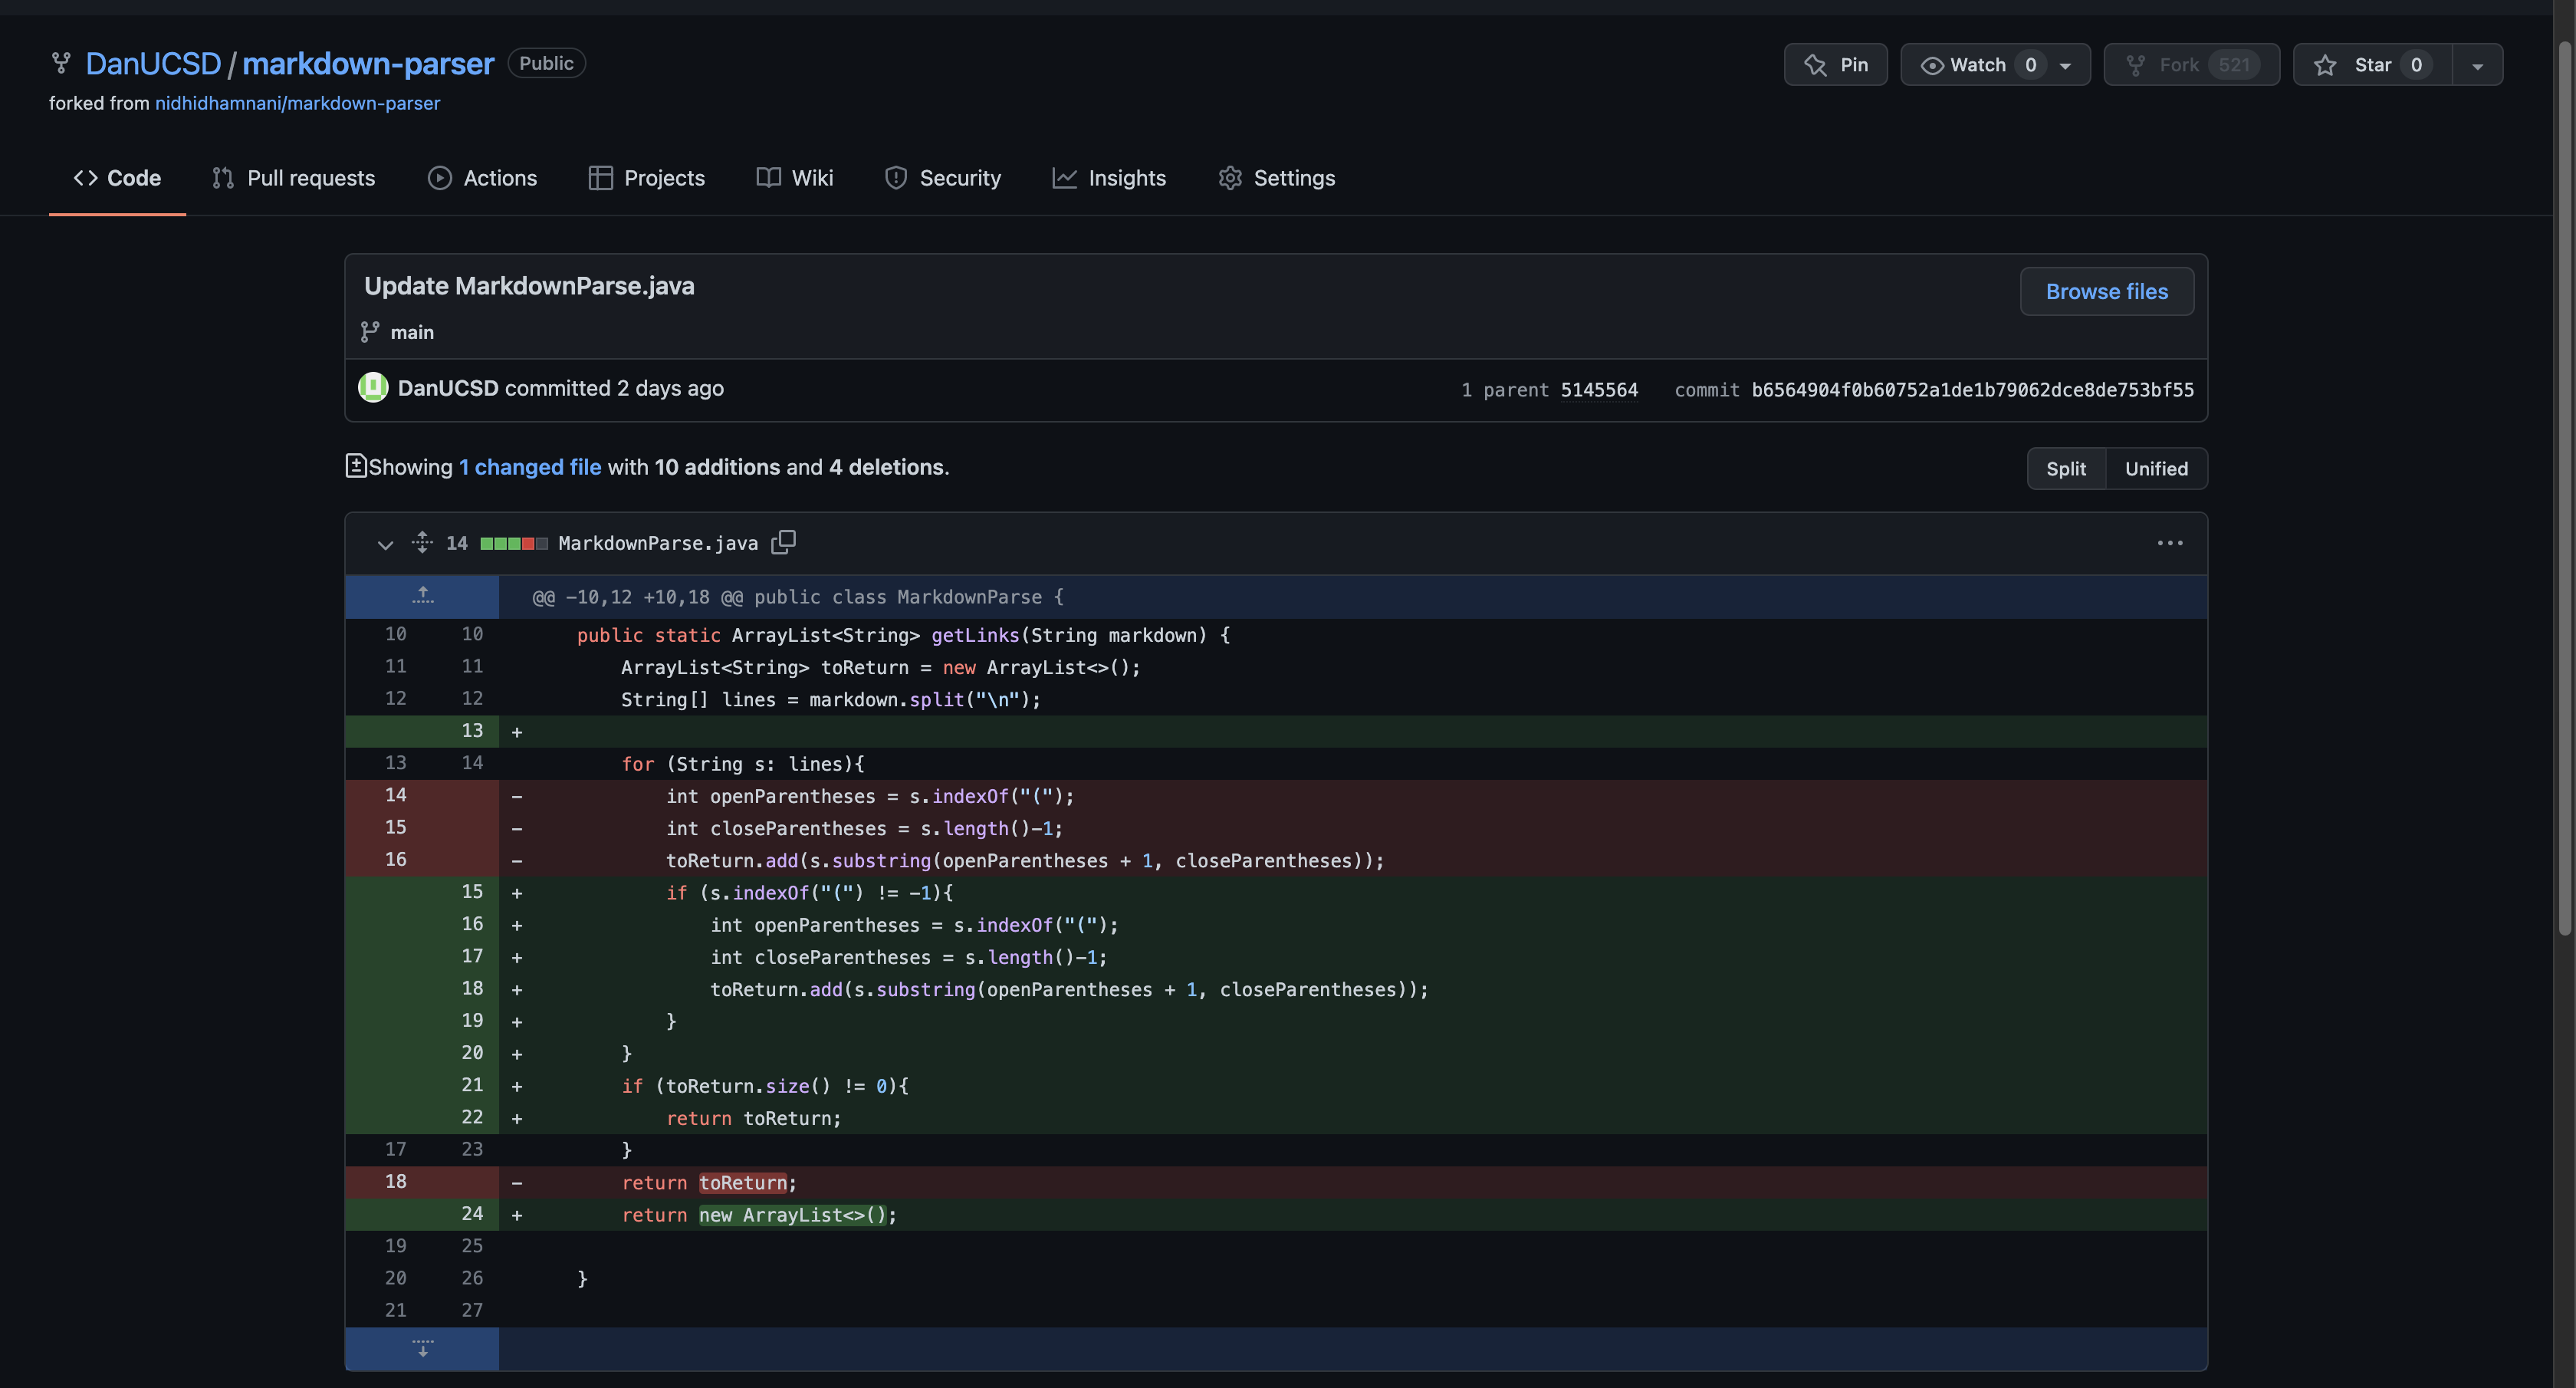 DanUCSD / markdown-parser Public
Pin Watch 0 Fork 521 Star 0
forked from nidhidhamnani/markdown-parser
Code Pull requests Actions Projects Wiki Security Insights Settings
Update MarkdownParse.java
Browse files
main
DanUCSD committed 2 days ago
1 parent 5145564 commit b6564904f0b60752a1de1b79062dce8de753bf55
Showing 1 changed file with 10 additions and 4 deletions.
Split Unified
14 MarkdownParse.java
@@ -10,12 +10,18 @@ public class MarkdownParse {
10 10 public static ArrayList<String> getLinks(String markdown) {
11 11 ArrayList<String> toReturn = new ArrayList<>();
12 12 String[] lines = markdown.split("\n");
13 +
13 14 for (String s: lines){
14 - int openParentheses = s.indexOf("(");
15 - int closeParentheses = s.length()-1;
16 - toReturn.add(s.substring(openParentheses + 1, closeParentheses));
15 + if (s.indexOf("(") != -1){
16 + int openParentheses = s.indexOf("(");
17 + int closeParentheses = s.length()-1;
18 + toReturn.add(s.substring(openParentheses + 1, closeParentheses));
19 + }
20 + }
21 + if (toReturn.size() != 0){
22 + return toReturn;
17 23 }
18 - return toReturn;
24 + return new ArrayList<>();
19 25
20 26 }
21 27